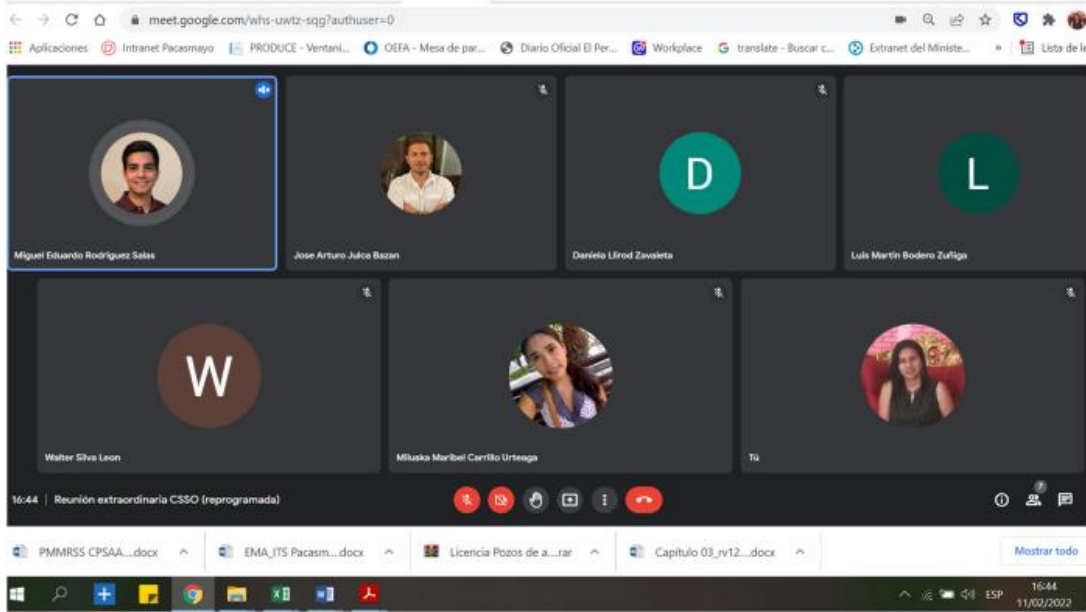 meet.google.com/whs-uwtz-sqg?authuser=0
Aplicaciones Intranet Pacasmayo PRODUCE - Ventani... OEFA - Mesa de par... Diario Oficial El Per... Workplace translate - Buscar c... Extranet del Ministe... » Lista de le
D
L
Miguel Eduardo Rodriguez Salas
Jose Arturo Julca Bazan
Daniela Llirod Zavaleta
Luis Martin Bodero Zuñiga
W
Walter Silva Leon
Miluska Maribel Carrillo Urteaga
Tú
16:44 | Reunión extraordinaria CSSO (reprogramada)
7
PMMRSS CPSAA....docx
EMA_ITS Pacasm....docx
Licencia Pozos de a....rar
Capítulo 03_rv12....docx
Mostrar todo
ESP
16:44
11/02/2022